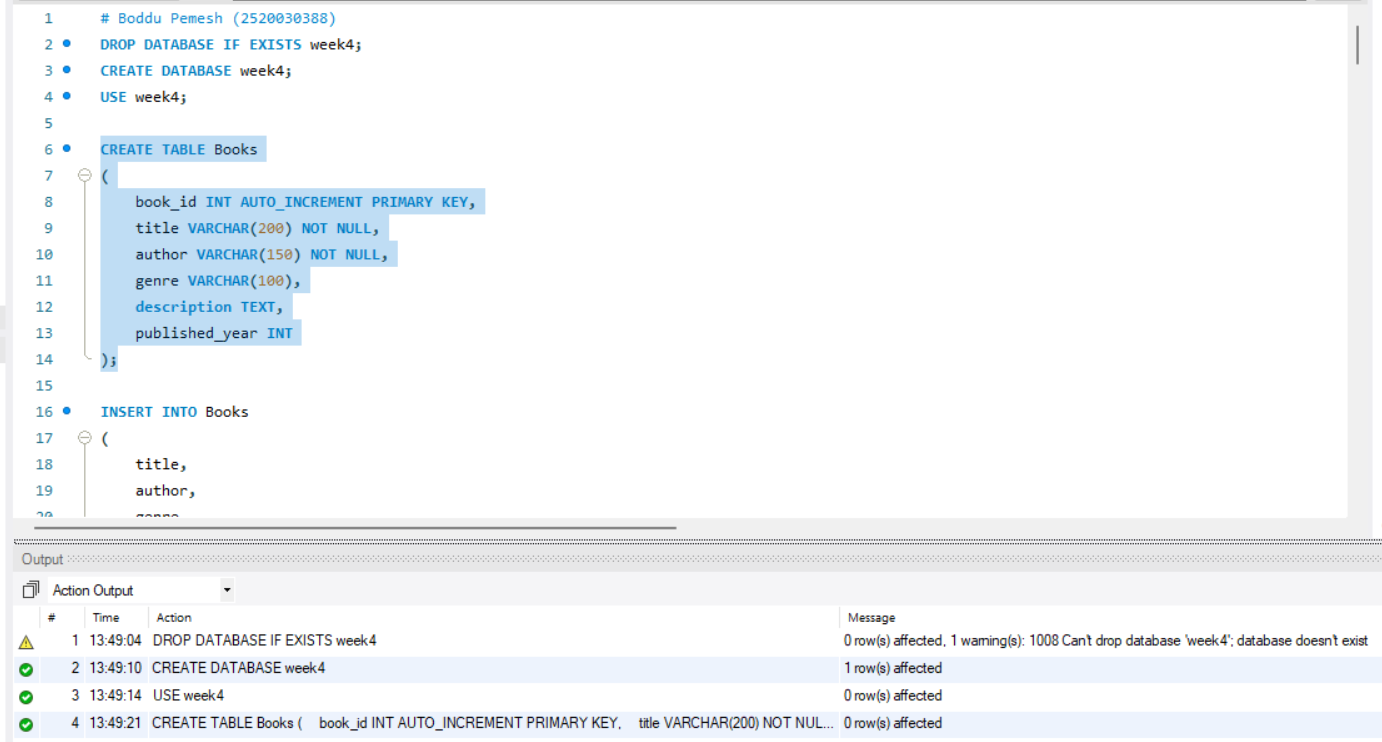 1 # Boddu Pemesh (2520030388)
2 DROP DATABASE IF EXISTS week4;
3 CREATE DATABASE week4;
4 USE week4;
5
6 CREATE TABLE Books
7 (
8 book_id INT AUTO_INCREMENT PRIMARY KEY,
9 title VARCHAR(200) NOT NULL,
10 author VARCHAR(150) NOT NULL,
11 genre VARCHAR(100),
12 description TEXT,
13 published_year INT
14 );
15
16 INSERT INTO Books
17 (
18 title,
19 author,
Output
Action Output
# Time Action Message
1 13:49:04 DROP DATABASE IF EXISTS week4 0 row(s) affected, 1 warning(s): 1008 Can't drop database 'week4'; database doesn't exist
2 13:49:10 CREATE DATABASE week4 1 row(s) affected
3 13:49:14 USE week4 0 row(s) affected
4 13:49:21 CREATE TABLE Books ( book_id INT AUTO_INCREMENT PRIMARY KEY, title VARCHAR(200) NOT NUL... 0 row(s) affected